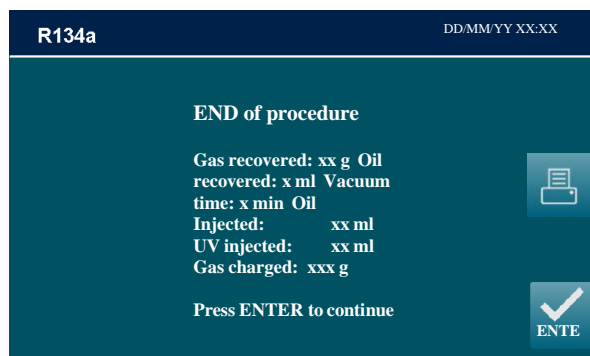 R134a
DD/MM/YY XX:XX
END of procedure
Gas recovered: xx g Oil
recovered: x ml Vacuum
time: x min Oil
Injected: xx ml
UV injected: xx ml
Gas charged: xxx g
Press ENTER to continue
ENTE